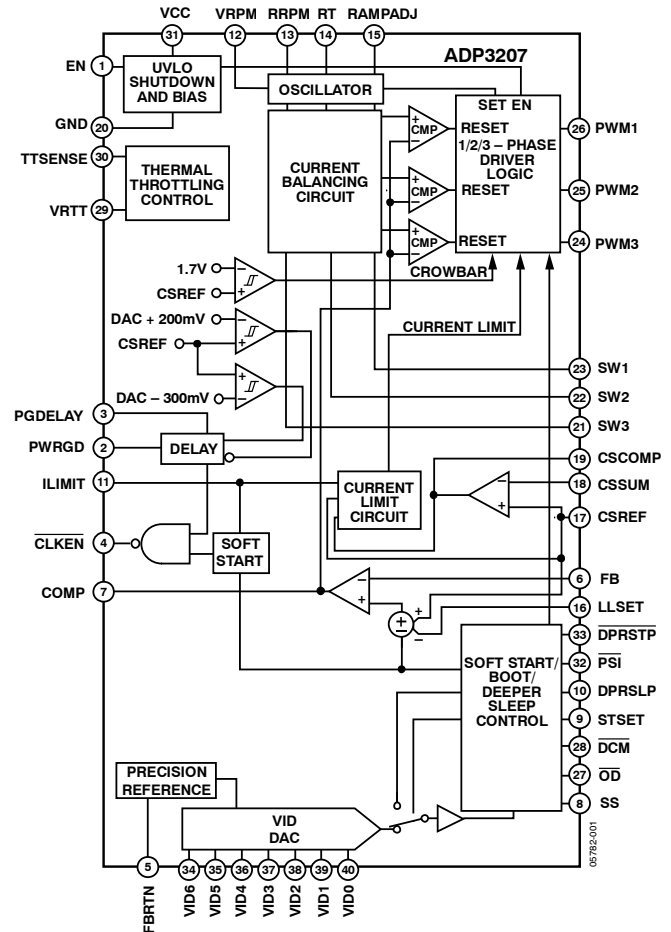 VCC VRPM RRPM RT RAMPADJ
31 12 13 14 15
ADP3207
EN 1
UVLO
SHUTDOWN
AND BIAS
OSCILLATOR
SET EN
GND 20
+
CMP
–
RESET
1/2/3 – PHASE
DRIVER
LOGIC
26 PWM1
TTSENSE 30
THERMAL
THROTTLING
CONTROL
CURRENT
BALANCING
CIRCUIT
+
CMP
–
RESET
25 PWM2
VRTT 29
+
CMP
–
RESET
24 PWM3
1.7V –
CSREF +
CROWBAR
DAC + 200mV –
CSREF +
CURRENT LIMIT
+
DAC – 300mV –
23 SW1
22 SW2
21 SW3
PGDELAY 3
PWRGD 2
DELAY
ILIMIT 11
CURRENT
LIMIT
CIRCUIT
–
+
19 CSCOMP
18 CSSUM
17 CSREF
CLKEN 4
SOFT
START
COMP 7
–
+
+
–
+
–
6 FB
16 LLSET
SOFT START/
BOOT/
DEEPER
SLEEP
CONTROL
33 DPRSTP
32 PSI
10 DPRSLP
9 STSET
28 DCM
27 OD
8 SS
PRECISION
REFERENCE
VID
DAC
5 34 35 36 37 38 39 40
FBRTN VID6 VID5 VID4 VID3 VID2 VID1 VID0
05782-001